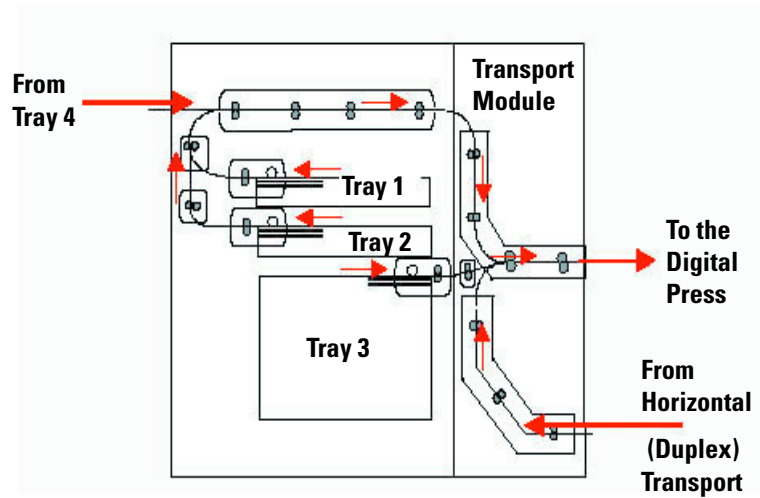 From
Tray 4
Transport
Module
Tray 1
Tray 2
Tray 3
To the
Digital
Press
From
Horizontal
(Duplex)
Transport